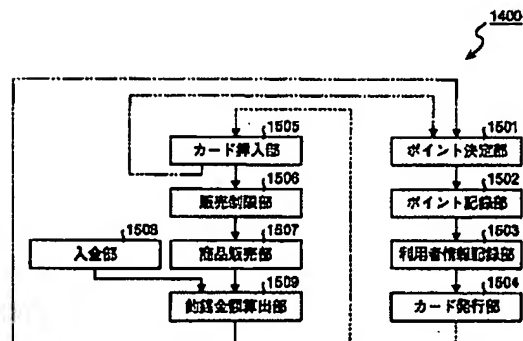 1400
1505
カード挿入部
1501
ポイント決定部
1506
販売制限部
1502
ポイント記録部
1508
入金部
1507
商品販売部
1503
利用者情報記録部
1509
釣銭金額算出部
1504
カード発行部